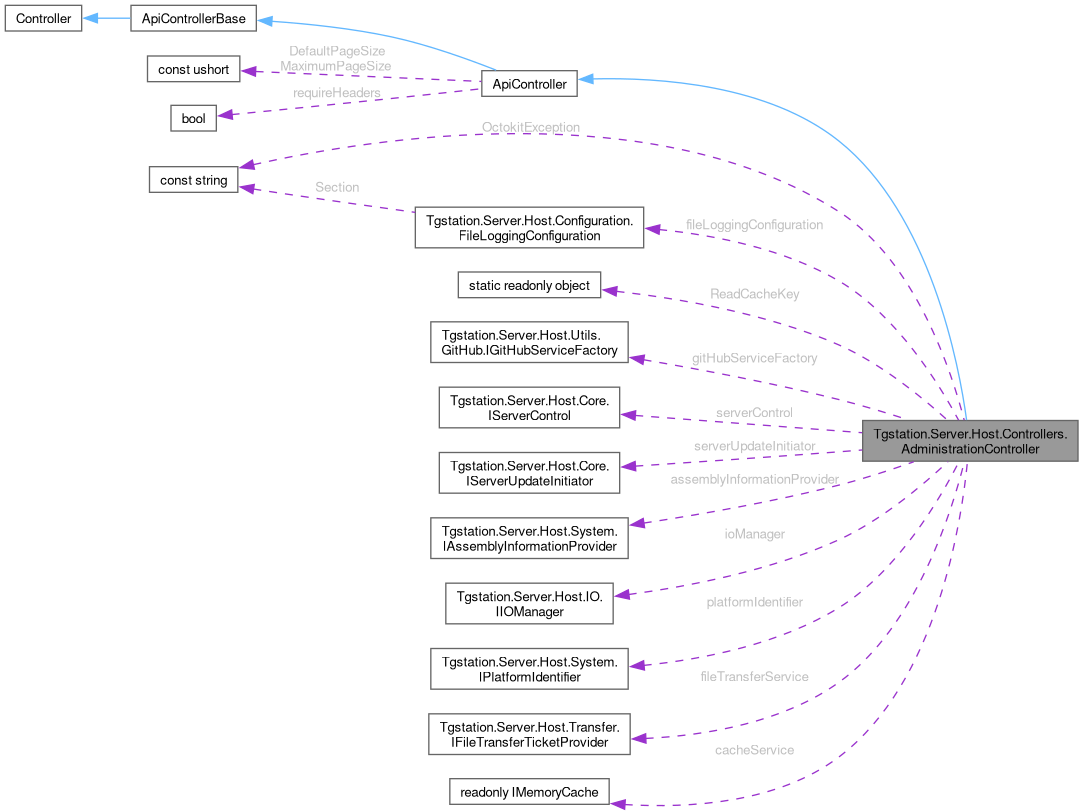 Controller
ApiControllerBase
DefaultPageSize
MaximumPageSize
const ushort
ApiController
requireHeaders
bool
OctokitException
const string
Section
Tgstation.Server.Host.Configuration.
FileLoggingConfiguration
fileLoggingConfiguration
static readonly object
ReadCacheKey
Tgstation.Server.Host.Utils.
GitHub.IGitHubServiceFactory
gitHubServiceFactory
Tgstation.Server.Host.Core.
IServerControl
serverControl
Tgstation.Server.Host.Controllers.
AdministrationController
Tgstation.Server.Host.Core.
IServerUpdateInitiator
serverUpdateInitiator
assemblyInformationProvider
Tgstation.Server.Host.System.
IAssemblyInformationProvider
ioManager
Tgstation.Server.Host.IO.
IIOManager
platformIdentifier
Tgstation.Server.Host.System.
IPlatformIdentifier
fileTransferService
Tgstation.Server.Host.Transfer.
IFileTransferTicketProvider
cacheService
readonly IMemoryCache